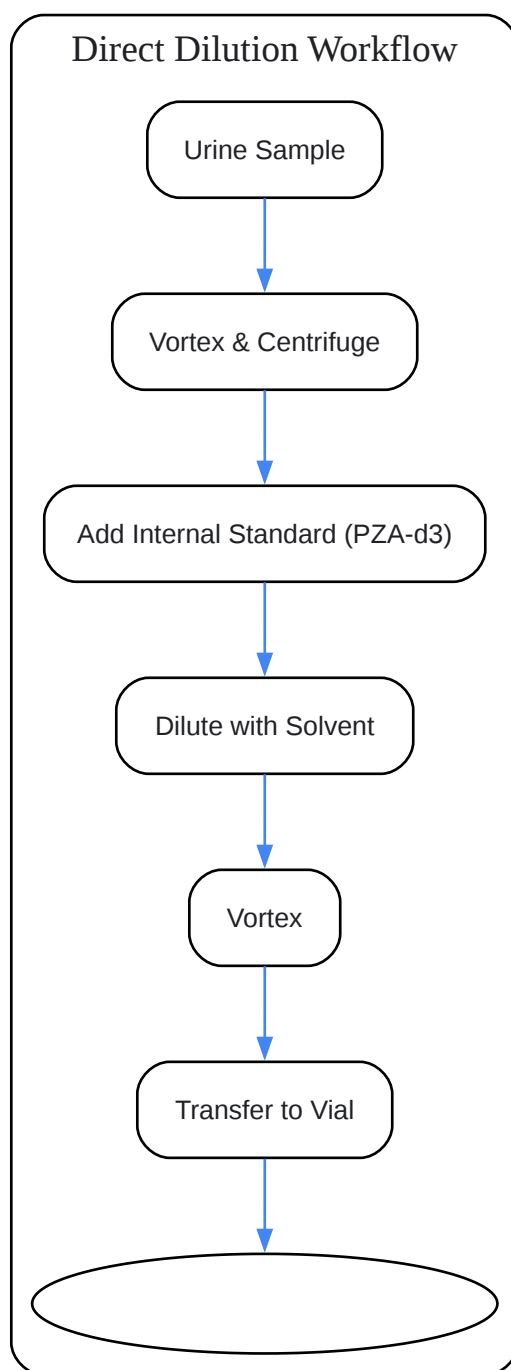 Direct Dilution Workflow
Urine Sample
Vortex & Centrifuge
Add Internal Standard (PZA-d3)
Dilute with Solvent
Vortex
Transfer to Vial